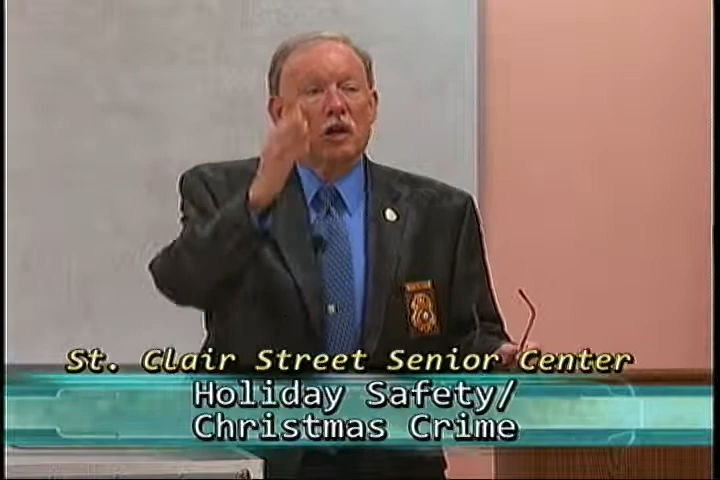 St. Clair Street Senior Center
Holiday Safety/
Christmas Crime